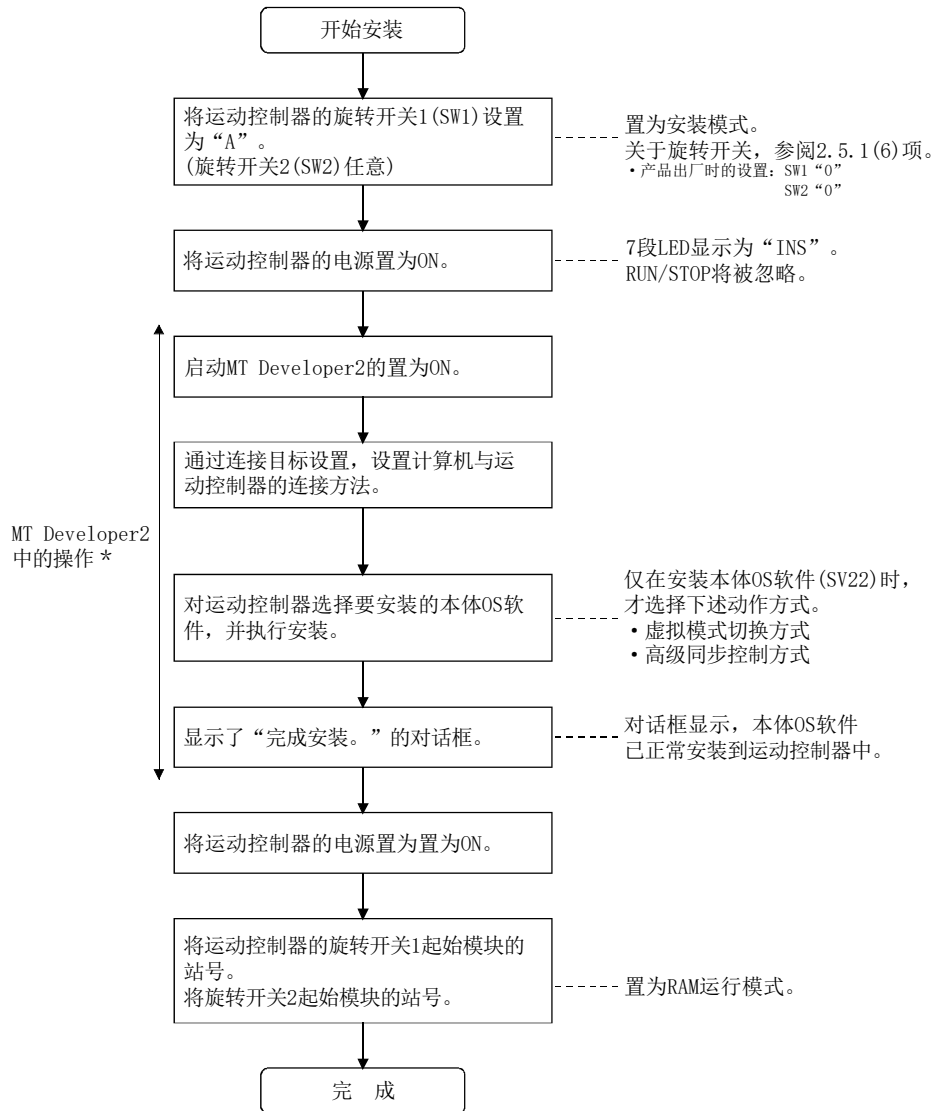 开始安装
将运动控制器的旋转开关1(SW1)设置
为“A”。
(旋转开关2(SW2)任意)
置为安装模式。
关于旋转开关，参阅2.5.1(6)项。
・产品出厂时的设置：SW1“0”
SW2“0”
将运动控制器的电源置为ON。
7段LED显示为“INS”。
RUN/STOP将被忽略。
启动MT Developer2的置为ON。
通过连接目标设置，设置计算机与运
动控制器的连接方法。
MT Developer2
中的操作*
对运动控制器选择要安装的本体OS软
件，并执行安装。
仅在安装本体OS软件(SV22)时，
才选择下述动作方式。
・虚拟模式切换方式
・高级同步控制方式
显示了“完成安装。”的对话框。
对话框显示，本体OS软件
已正常安装到运动控制器中。
将运动控制器的电源置为置为ON。
将运动控制器的旋转开关1起始模块的
站号。
将旋转开关2起始模块的站号。
置为RAM运行模式。
完 成